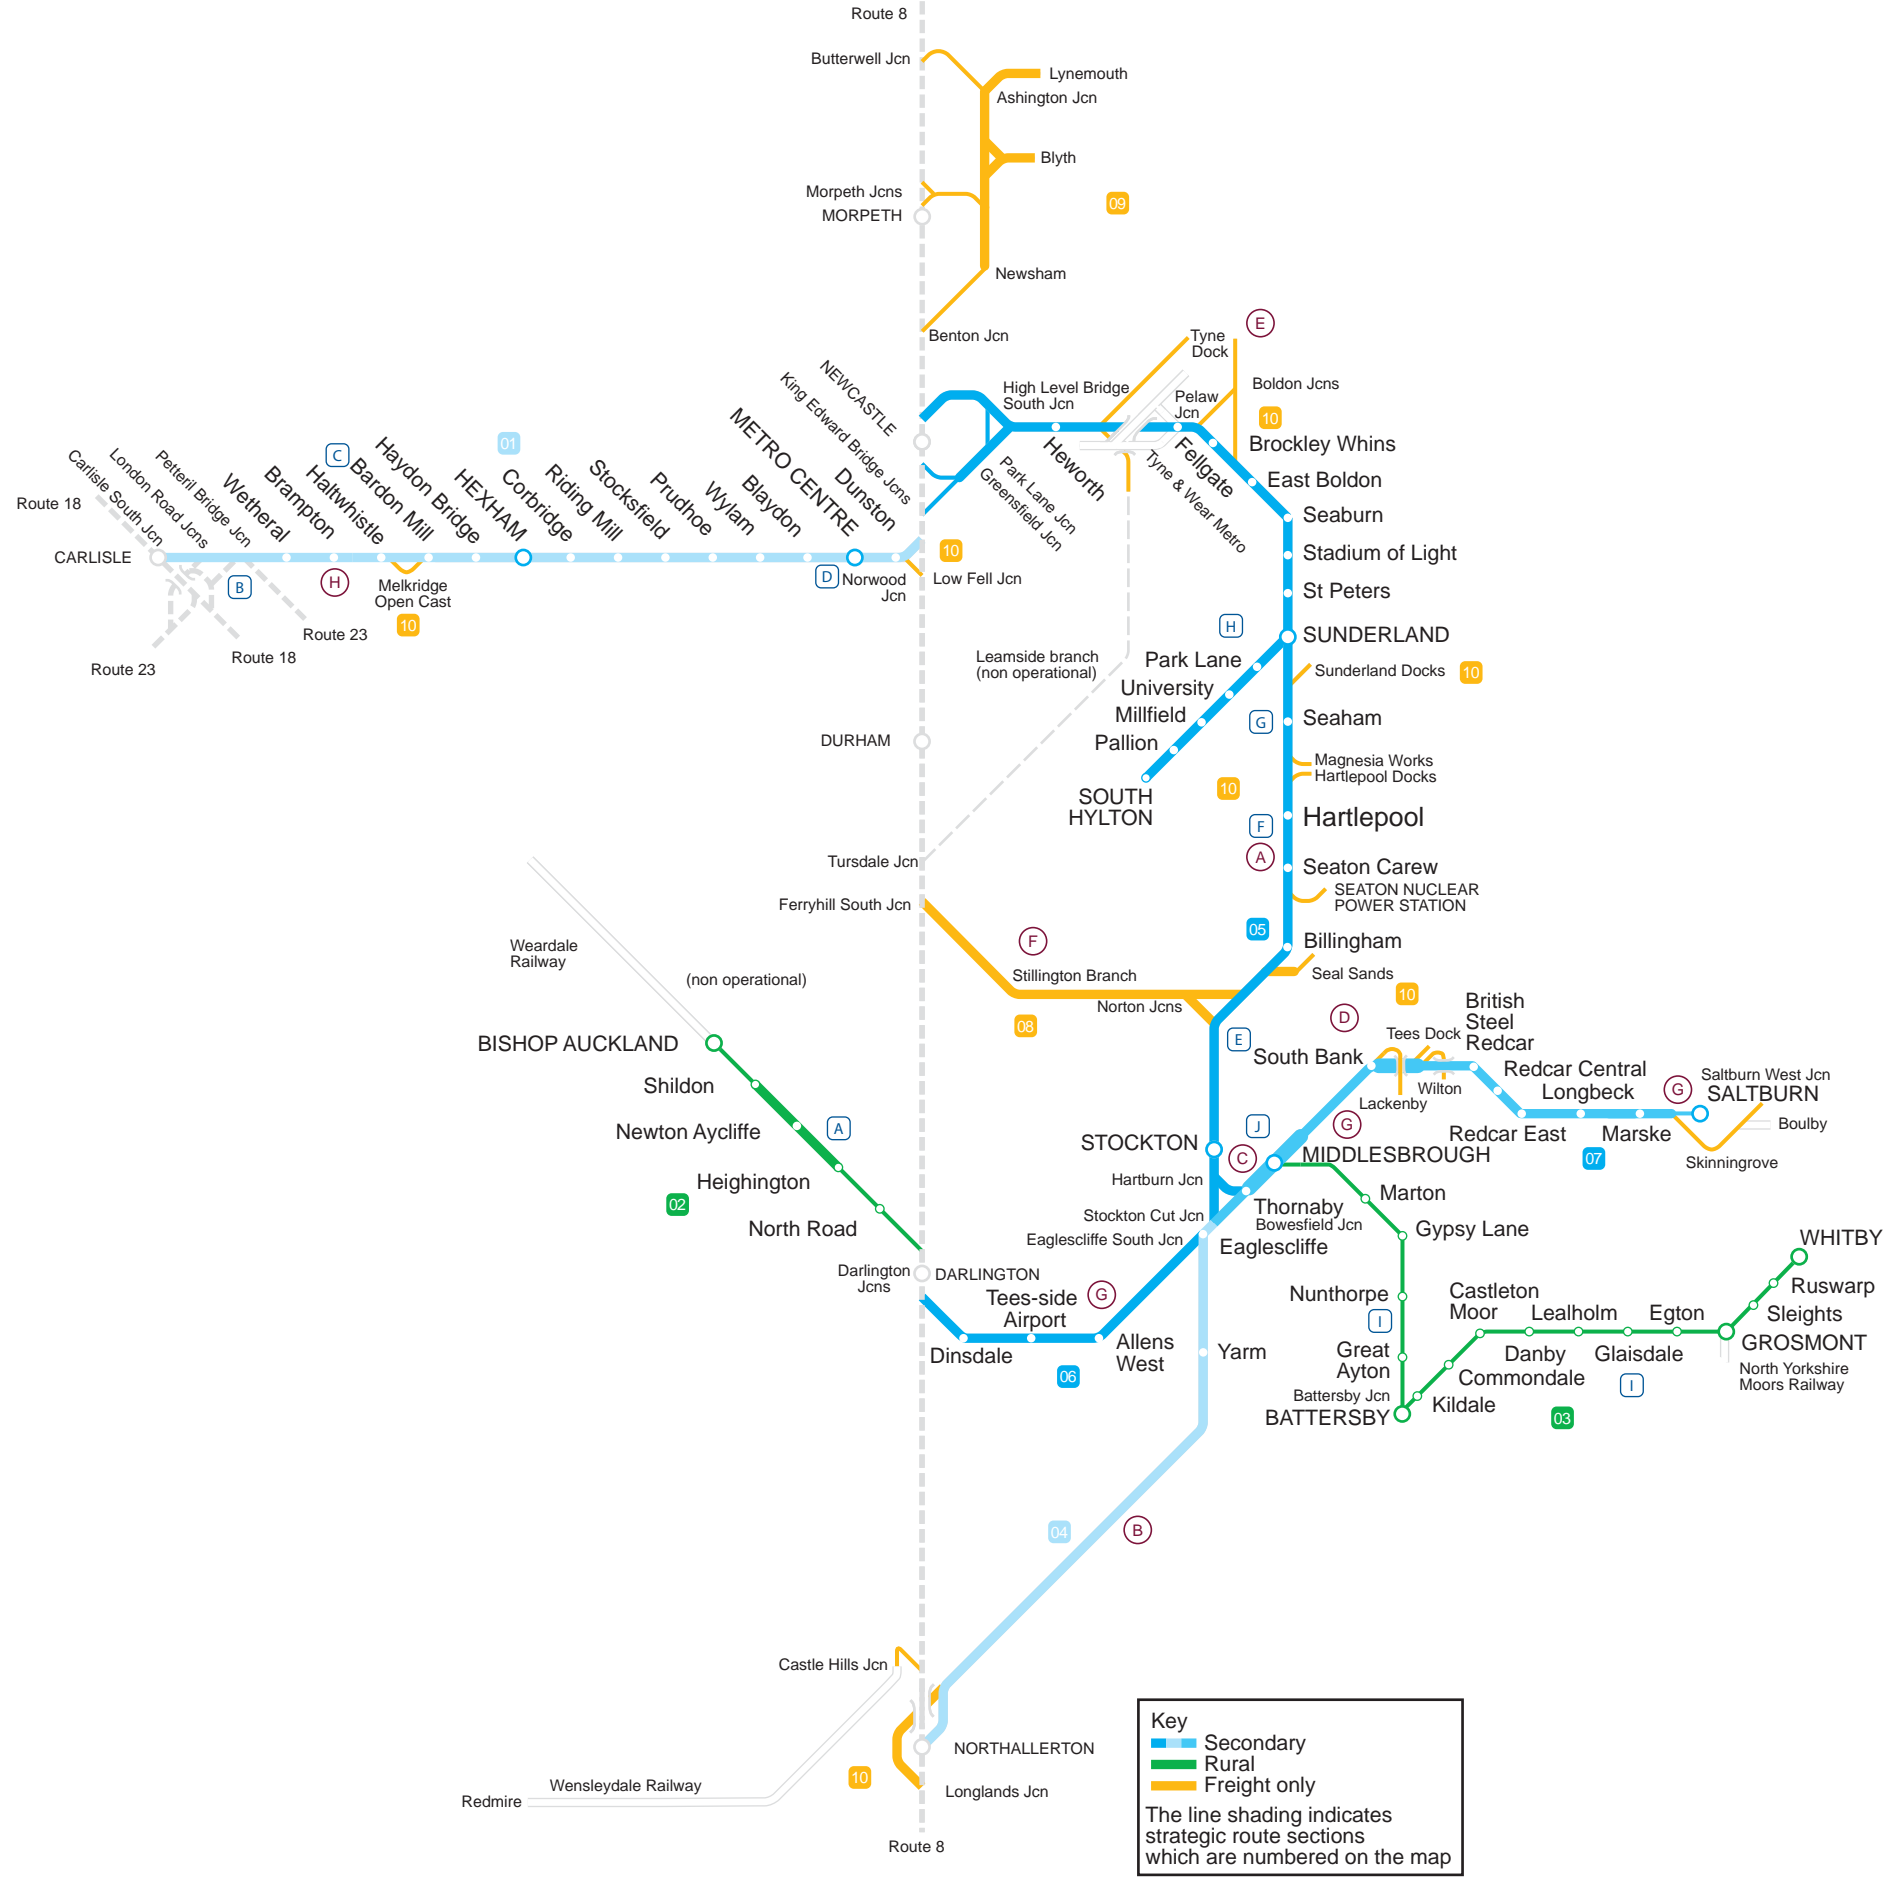 Route 8
Butterwell Jcn
Lynemouth
Ashington Jcn
Blyth
Morpeth Jcns
MORPETH
09
Newsham
Benton Jcn
E
Tyne
Dock
NEWCASTLE
King Edward Bridge Jcns
High Level Bridge
South Jcn
Pelaw
Jcn
Boldon Jcns
10
Brockley Whins
East Boldon
Seaburn
Stadium of Light
St Peters
Heworth
Fellgate
Tyne & Wear Metro
Park Lane Jcn
Greensfield Jcn
01
C
Route 18
Carlisle South Jcn
London Road Jcns
Petteril Bridge Jcn
Wetheral
Brampton
Haltwhistle
Bardon Mill
Haydon Bridge
HEXHAM
Corbridge
Riding Mill
Stocksfield
Prudhoe
Wylam
Blaydon
METRO CENTRE
Dunston
CARLISLE
B
H
Melkridge
Open Cast
10
D
Norwood
Jcn
10
Low Fell Jcn
Route 23
Route 18
Route 23
H
SUNDERLAND
Leamside branch
(non operational)
Park Lane
University
Millfield
Pallion
SOUTH
HYLTON
Sunderland Docks
10
G
Seaham
DURHAM
Magnesia Works
Hartlepool Docks
10
F
Hartlepool
A
Seaton Carew
SEATON NUCLEAR
POWER STATION
Tursdale Jcn
Ferryhill South Jcn
05
Billingham
F
Stillington Branch
Seal Sands
Norton Jcns
08
10
Weardale
Railway
(non operational)
BISHOP AUCKLAND
Shildon
Newton Aycliffe
A
Heighington
02
North Road
D
E
South Bank
Tees Dock
British
Steel
Redcar
Wilton
Lackenby
Redcar Central
Longbeck
G
Saltburn West Jcn
SALTBURN
Boulby
Redcar East
Marske
07
Skinningrove
STOCKTON
J
G
C
MIDDLESBROUGH
Hartburn Jcn
Thornaby
Bowesfield Jcn
Stockton Cut Jcn
Eaglescliffe South Jcn
Eaglescliffe
Marton
Gypsy Lane
Darlington
Jcns
DARLINGTON
Tees-side
Airport
G
Dinsdale
Allens
West
06
Yarm
Nunthorpe
I
Great
Ayton
Battersby Jcn
BATTERSBY
Kildale
Commondale
Castleton
Moor
Danby
Lealholm
Glaisdale
Egton
I
03
WHITBY
Ruswarp
Sleights
GROSMONT
North Yorkshire
Moors Railway
04
B
Castle Hills Jcn
NORTHALLERTON
10
Longlands Jcn
Wensleydale Railway
Redmire
Route 8
Key
Secondary
Rural
Freight only
The line shading indicates
strategic route sections
which are numbered on the map